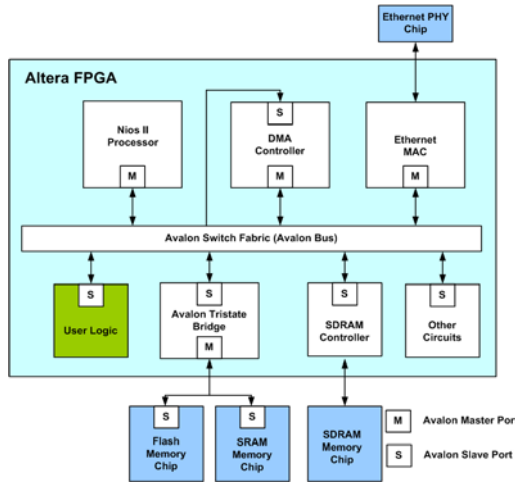 Ethernet PHY
Chip
Altera FPGA
Nios II
Processor
M
S
DMA
Controller
M
Ethernet
MAC
M
Avalon Switch Fabric (Avalon Bus)
S
User Logic
S
Avalon Tristate
Bridge
M
S
SDRAM
Controller
S
Other
Circuits
S
Flash
Memory
Chip
S
SRAM
Memory
Chip
SDRAM
Memory
Chip
M
Avalon Master Port
S
Avalon Slave Port